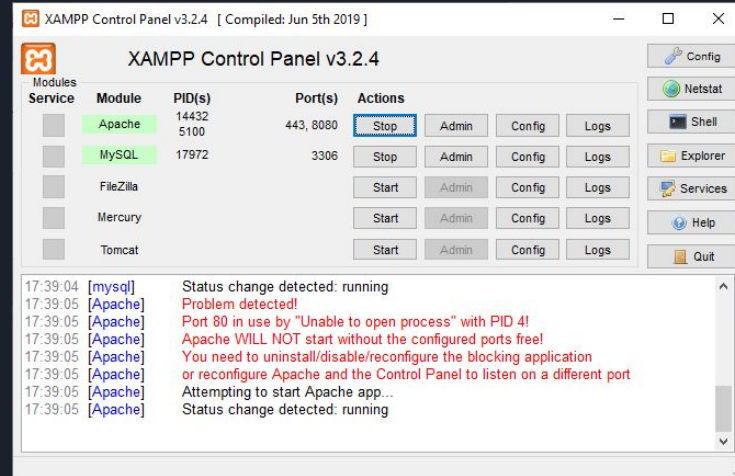 XAMPP Control Panel v3.2.4 [ Compiled: Jun 5th 2019 ]
XAMPP Control Panel v3.2.4
Config
Modules
Service Module PID(s) Port(s) Actions
Netstat
Apache 14432 5100 443, 8080 Stop Admin Config Logs
Shell
MySQL 17972 3306 Stop Admin Config Logs
Explorer
FileZilla Start Admin Config Logs
Services
Mercury Start Admin Config Logs
Help
Tomcat Start Admin Config Logs
Quit
17:39:04 [mysql] Status change detected: running
17:39:05 [Apache] Problem detected!
17:39:05 [Apache] Port 80 in use by "Unable to open process" with PID 4!
17:39:05 [Apache] Apache WILL NOT start without the configured ports free!
17:39:05 [Apache] You need to uninstall/disable/reconfigure the blocking application
17:39:05 [Apache] or reconfigure Apache and the Control Panel to listen on a different port
17:39:05 [Apache] Attempting to start Apache app...
17:39:05 [Apache] Status change detected: running